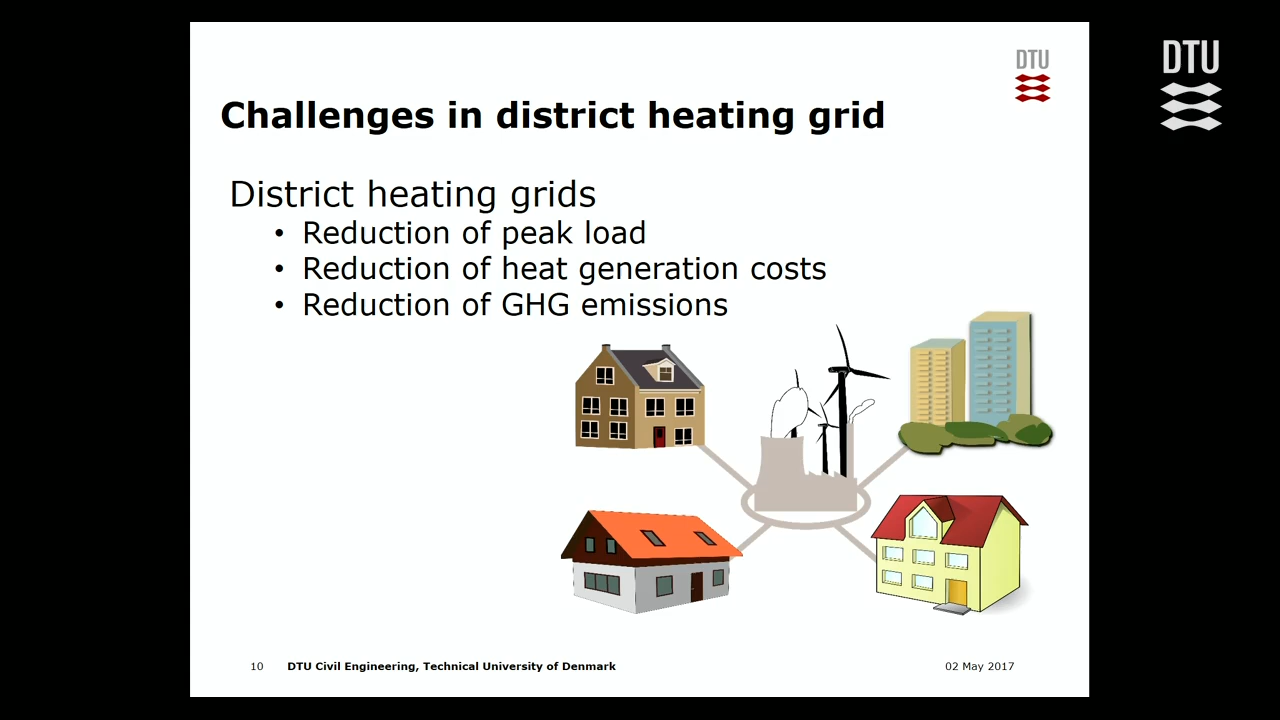 DTU
DTU
Challenges in district heating grid
District heating grids
• Reduction of peak load
• Reduction of heat generation costs
• Reduction of GHG emissions
10 DTU Civil Engineering, Technical University of Denmark 02 May 2017